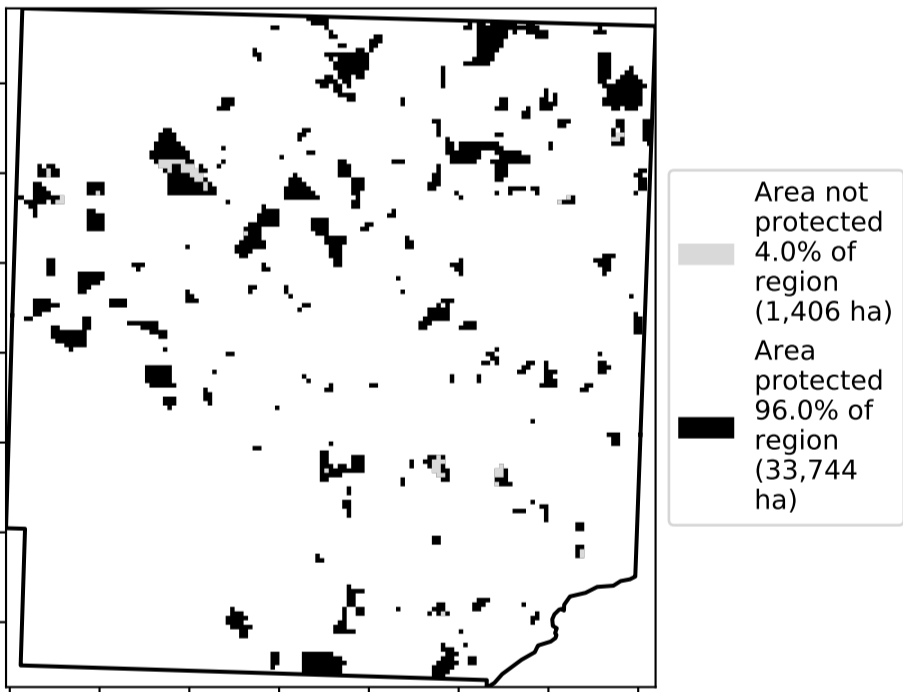 Area not
protected
4.0% of
region
(1,406 ha)
Area
protected
96.0% of
region
(33,744
ha)